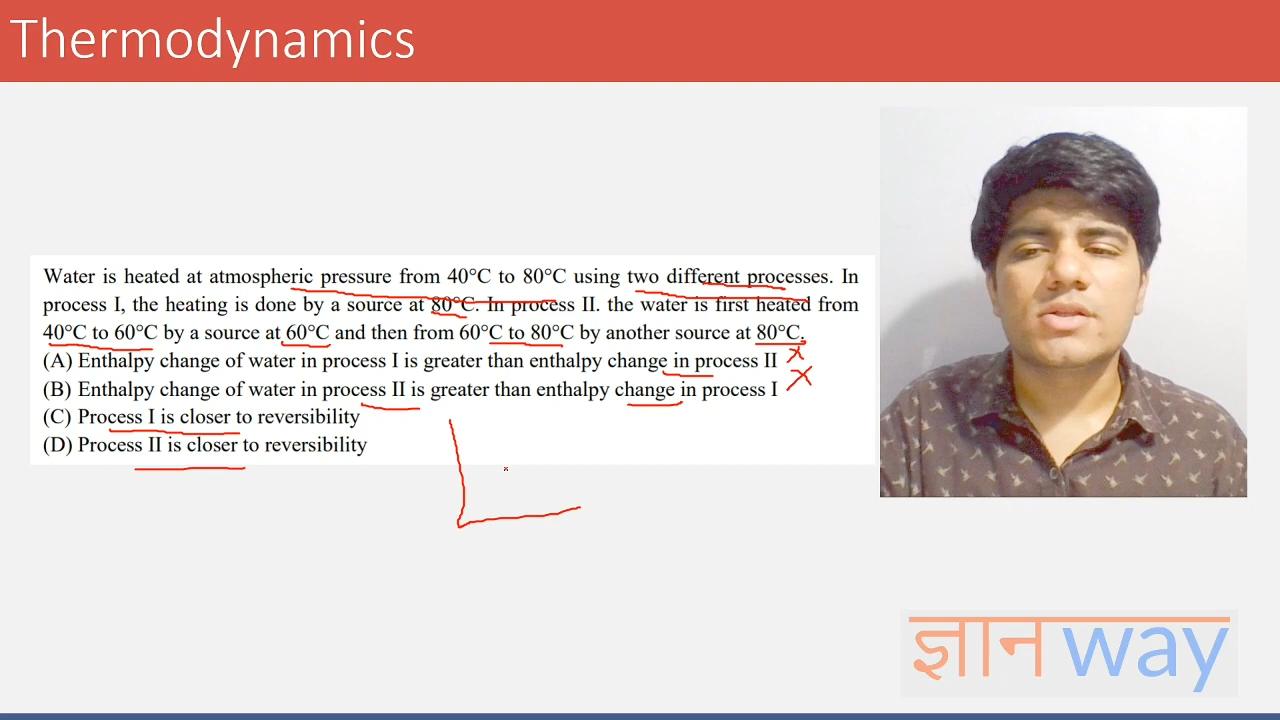 Thermodynamics
Water is heated at atmospheric pressure from 40°C to 80°C using two different processes. In
process I, the heating is done by a source at 80°C. In process II. the water is first heated from
40°C to 60°C by a source at 60°C and then from 60°C to 80°C by another source at 80°C.
(A) Enthalpy change of water in process I is greater than enthalpy change in process II
(B) Enthalpy change of water in process II is greater than enthalpy change in process I
(C) Process I is closer to reversibility
(D) Process II is closer to reversibility
ज्ञान way